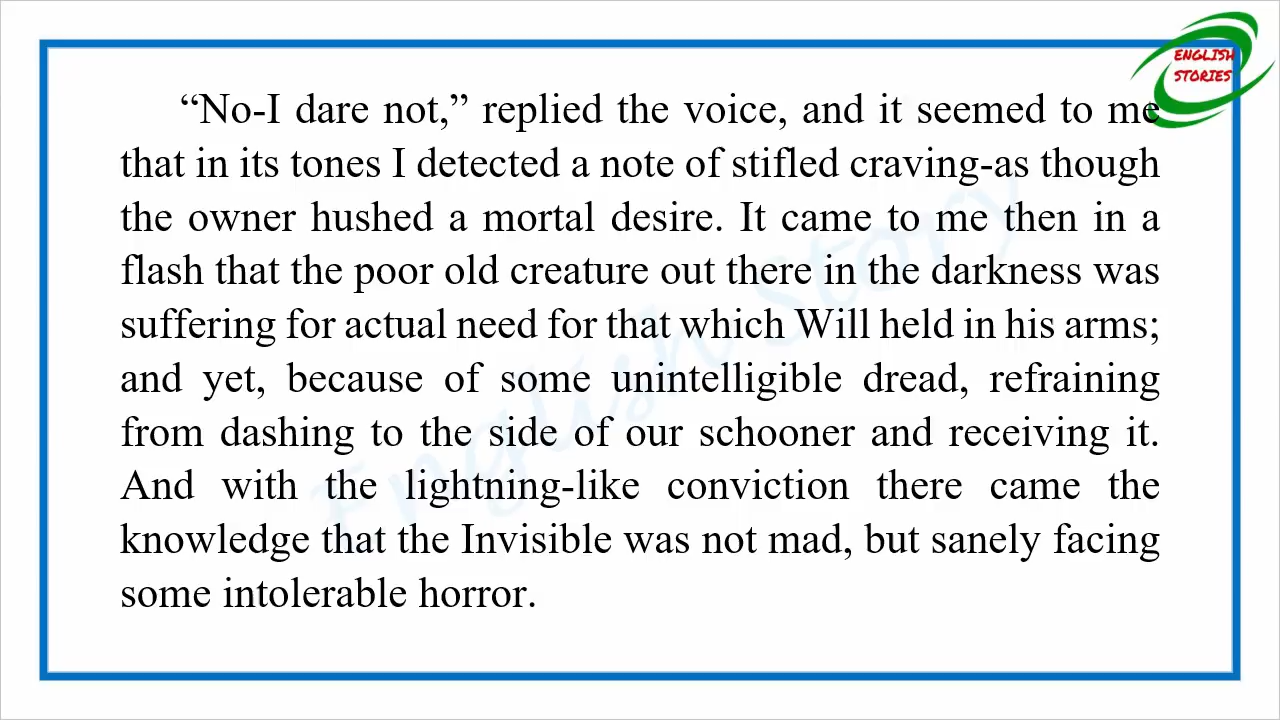 ENGLISH
STORIES
“No-I dare not,” replied the voice, and it seemed to me
that in its tones I detected a note of stifled craving-as though
the owner hushed a mortal desire. It came to me then in a
flash that the poor old creature out there in the darkness was
suffering for actual need for that which Will held in his arms;
and yet, because of some unintelligible dread, refraining
from dashing to the side of our schooner and receiving it.
And with the lightning-like conviction there came the
knowledge that the Invisible was not mad, but sanely facing
some intolerable horror.
English Story